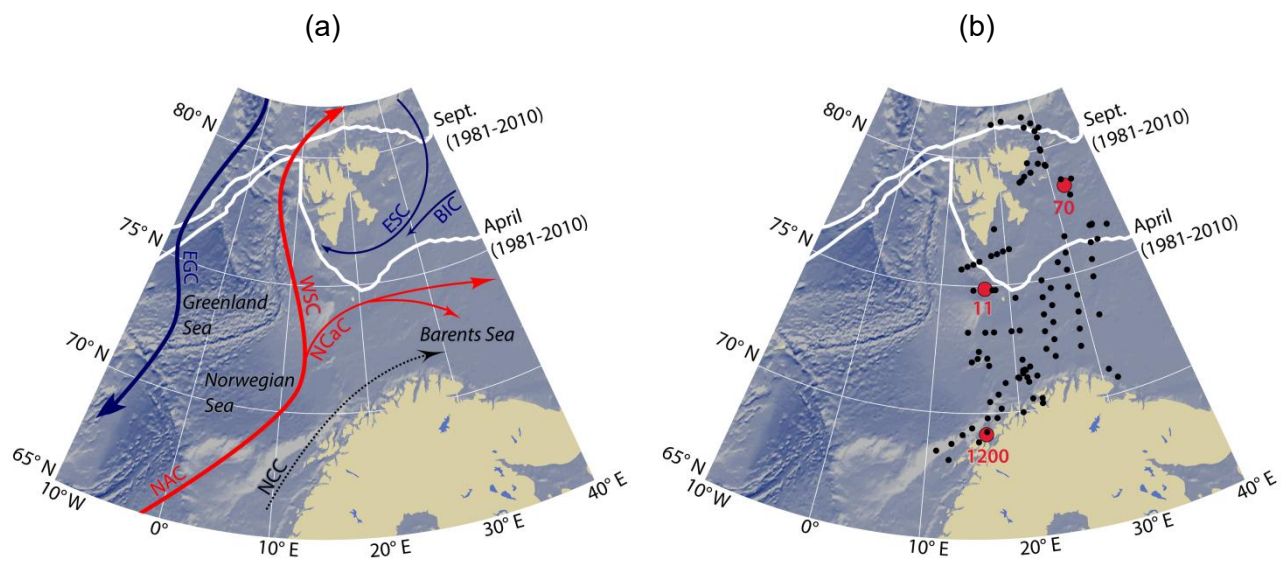 (a)
80° N
75° N
70° N
65° N
10°W
0°
10° E
20° E
30° E
40° E
Sept.
(1981-2010)
April
(1981-2010)
ESC
BIC
EGC
WSC
Greenland
Sea
NCaC
Barents Sea
Norwegian
Sea
NAC
NCC
(b)
80° N
75° N
70° N
65° N
10°W
0°
10° E
20° E
30° E
40° E
Sept.
(1981-2010)
April
(1981-2010)
70
11
1200